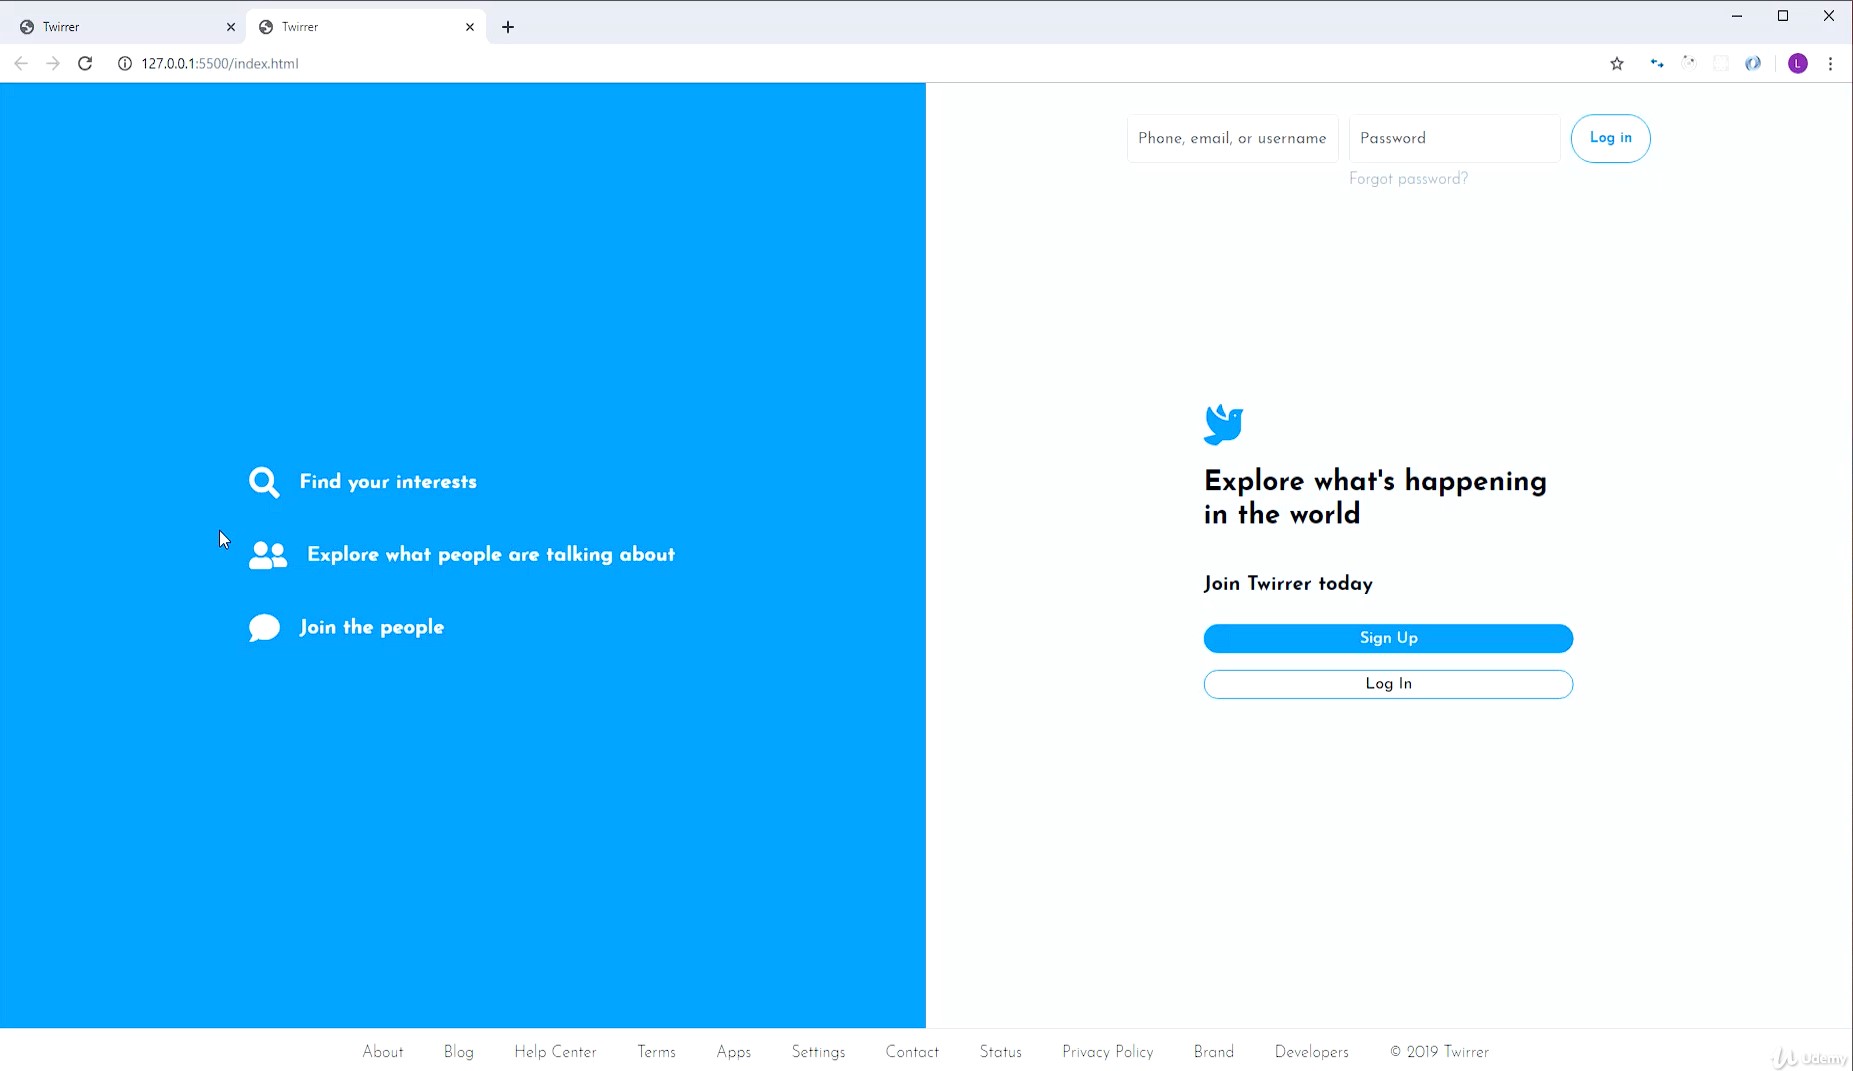 Twirrer
Twirrer
127.0.0.1:5500/index.html
L
Phone, email, or username
Password
Log in
Forgot password?
Find your interests
Explore what people are talking about
Join the people
Explore what's happening
in the world
Join Twirrer today
Sign Up
Log In
About Blog Help Center Terms Apps Settings Contact Status Privacy Policy Brand Developers © 2019 Twirrer
Udemy